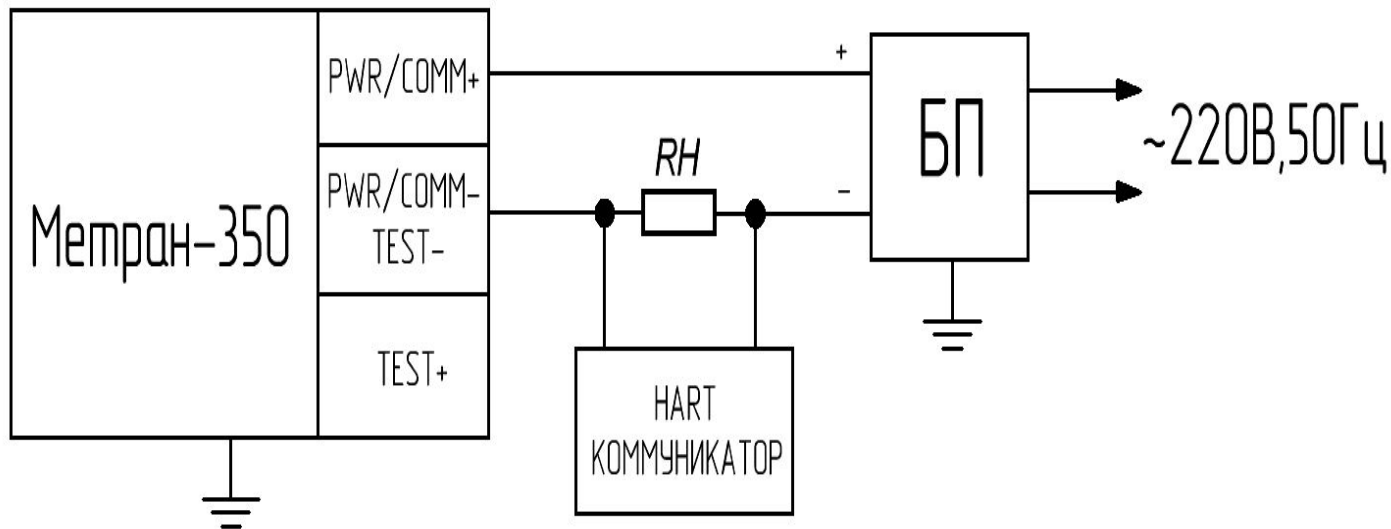 Метран-350
PWR/COMM+
PWR/COMM-
TEST-
TEST+
RH
HART
КОММУНИКАТОР
+
-
БП
~220В,50Гц